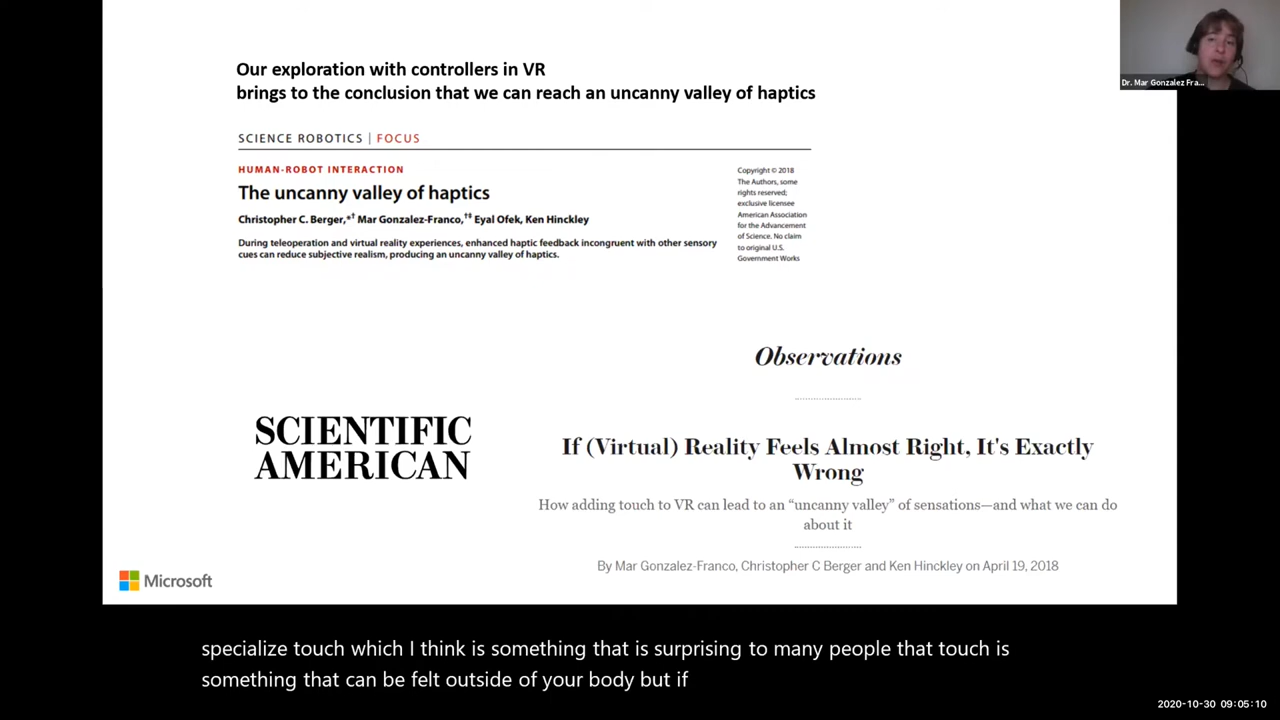 Our exploration with controllers in VR
brings to the conclusion that we can reach an uncanny valley of haptics
Dr. Mar Gonzalez Fra...
SCIENCE ROBOTICS | FOCUS
HUMAN-ROBOT INTERACTION
The uncanny valley of haptics
Christopher C. Berger,*† Mar Gonzalez-Franco,†‡ Eyal Ofek, Ken Hinckley
During teleoperation and virtual reality experiences, enhanced haptic feedback incongruent with other sensory
cues can reduce subjective realism, producing an uncanny valley of haptics.
Copyright © 2018
The Authors, some
rights reserved;
exclusive licensee
American Association
for the Advancement
of Science. No claim
to original U.S.
Government Works
Observations
SCIENTIFIC
AMERICAN
If (Virtual) Reality Feels Almost Right, It's Exactly
Wrong
How adding touch to VR can lead to an “uncanny valley” of sensations—and what we can do
about it
By Mar Gonzalez-Franco, Christopher C Berger and Ken Hinckley on April 19, 2018
Microsoft
specialize touch which I think is something that is surprising to many people that touch is
something that can be felt outside of your body but if
2020-10-30 09:05:10